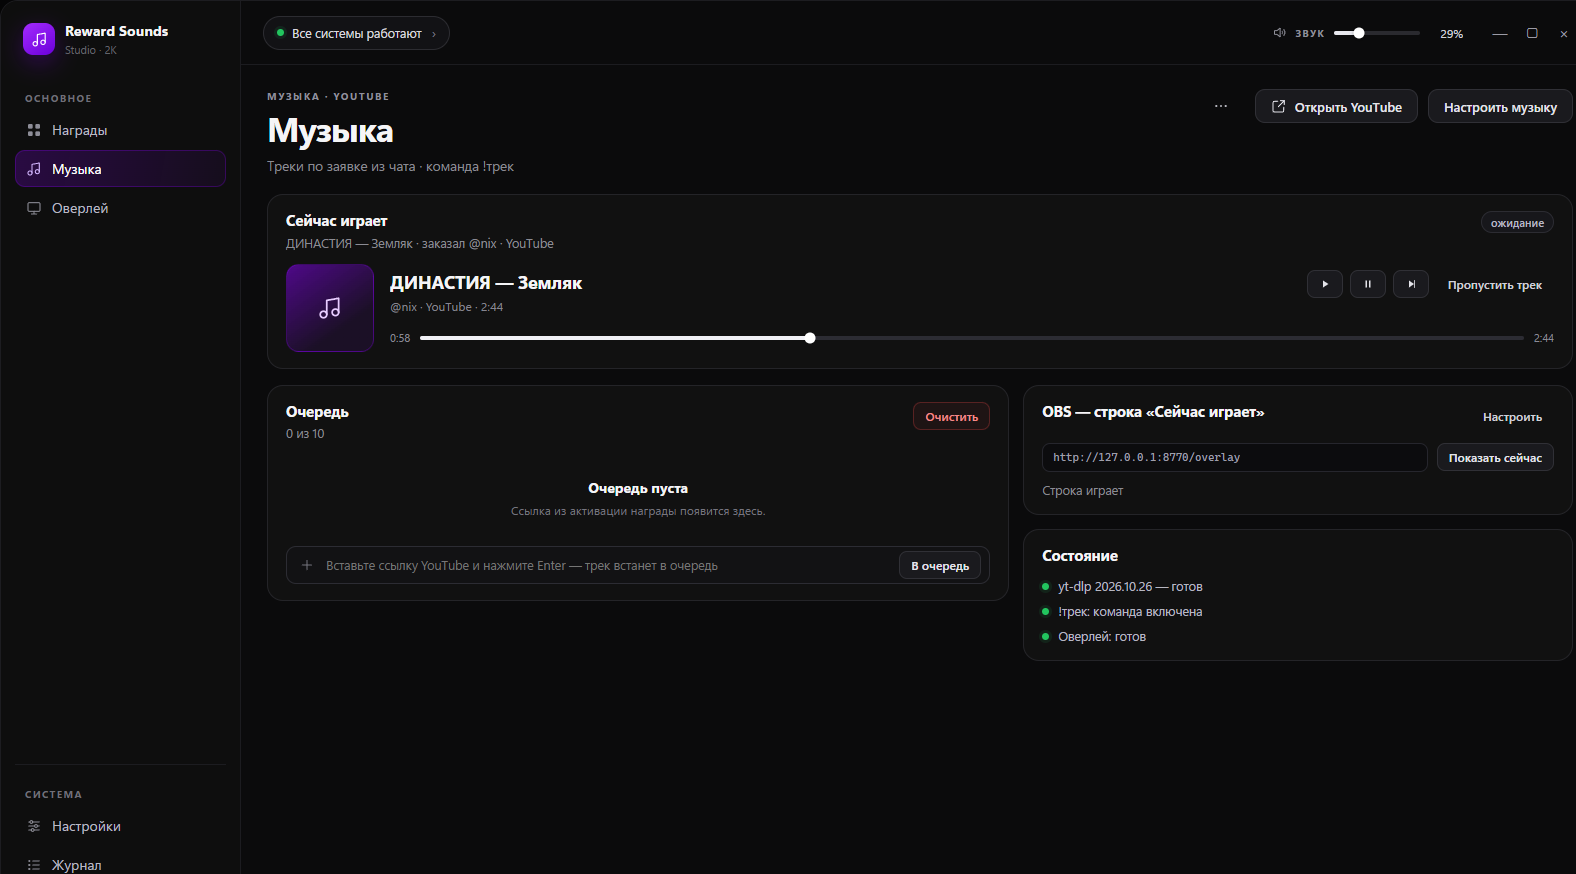 Reward Sounds
Studio · 2K
ОСНОВНОЕ
Награды
Музыка
Оверлей
СИСТЕМА
Настройки
Журнал
Все системы работают ›
ЗВУК
29%
МУЗЫКА · YOUTUBE
Музыка
Треки по заявке из чата · команда !трек
Открыть YouTube
Настроить музыку
Сейчас играет
ДИНАСТИЯ — Земляк · заказал @nix · YouTube
ожидание
ДИНАСТИЯ — Земляк
@nix · YouTube · 2:44
Пропустить трек
0:58
2:44
Очередь
0 из 10
Очистить
Очередь пуста
Ссылка из активации награды появится здесь.
Вставьте ссылку YouTube и нажмите Enter — трек встанет в очередь
В очередь
OBS — строка «Сейчас играет»
Настроить
http://127.0.0.1:8770/overlay
Показать сейчас
Строка играет
Состояние
yt-dlp 2026.10.26 — готов
!трек: команда включена
Оверлей: готов